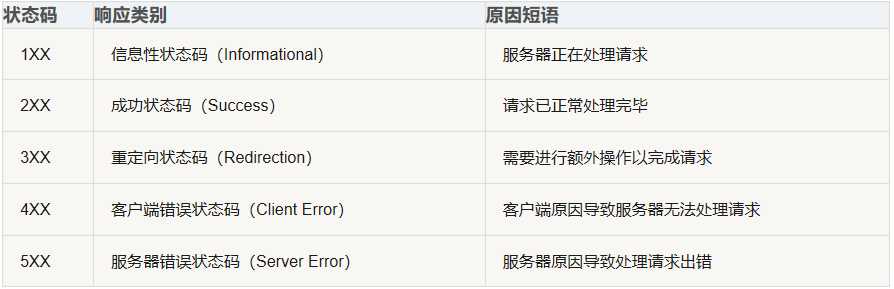 状态码 响应类别 原因短语
1XX 信息性状态码（Informational） 服务器正在处理请求
2XX 成功状态码（Success） 请求已正常处理完毕
3XX 重定向状态码（Redirection） 需要进行额外操作以完成请求
4XX 客户端错误状态码（Client Error） 客户端原因导致服务器无法处理请求
5XX 服务器错误状态码（Server Error） 服务器原因导致处理请求出错